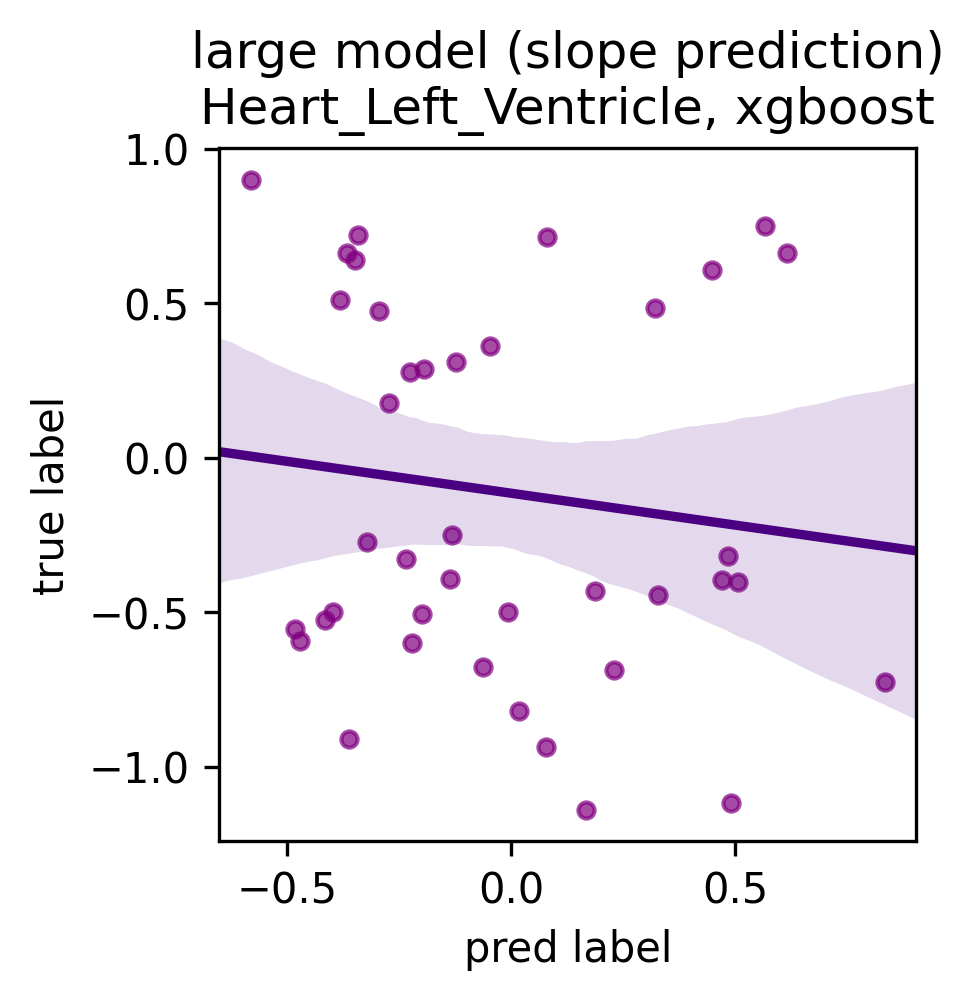 large model (slope prediction)
Heart_Left_Ventricle, xgboost
1.0
0.5
0.0
−0.5
−1.0
true label
−0.5
0.0
0.5
pred label